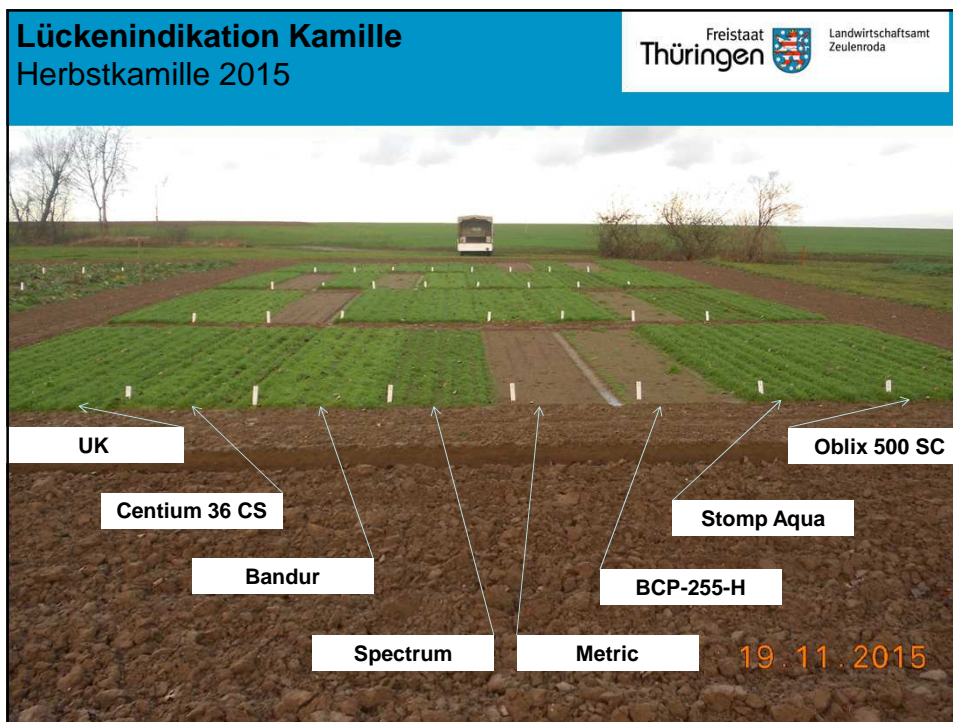 Lückenindikation Kamille
Herbstkamille 2015
Freistaat
Thüringen
Landwirtschaftsamt
Zeulenroda
UK
Oblix 500 SC
Centium 36 CS
Stomp Aqua
Bandur
BCP-255-H
Spectrum
Metric
19.11.2015